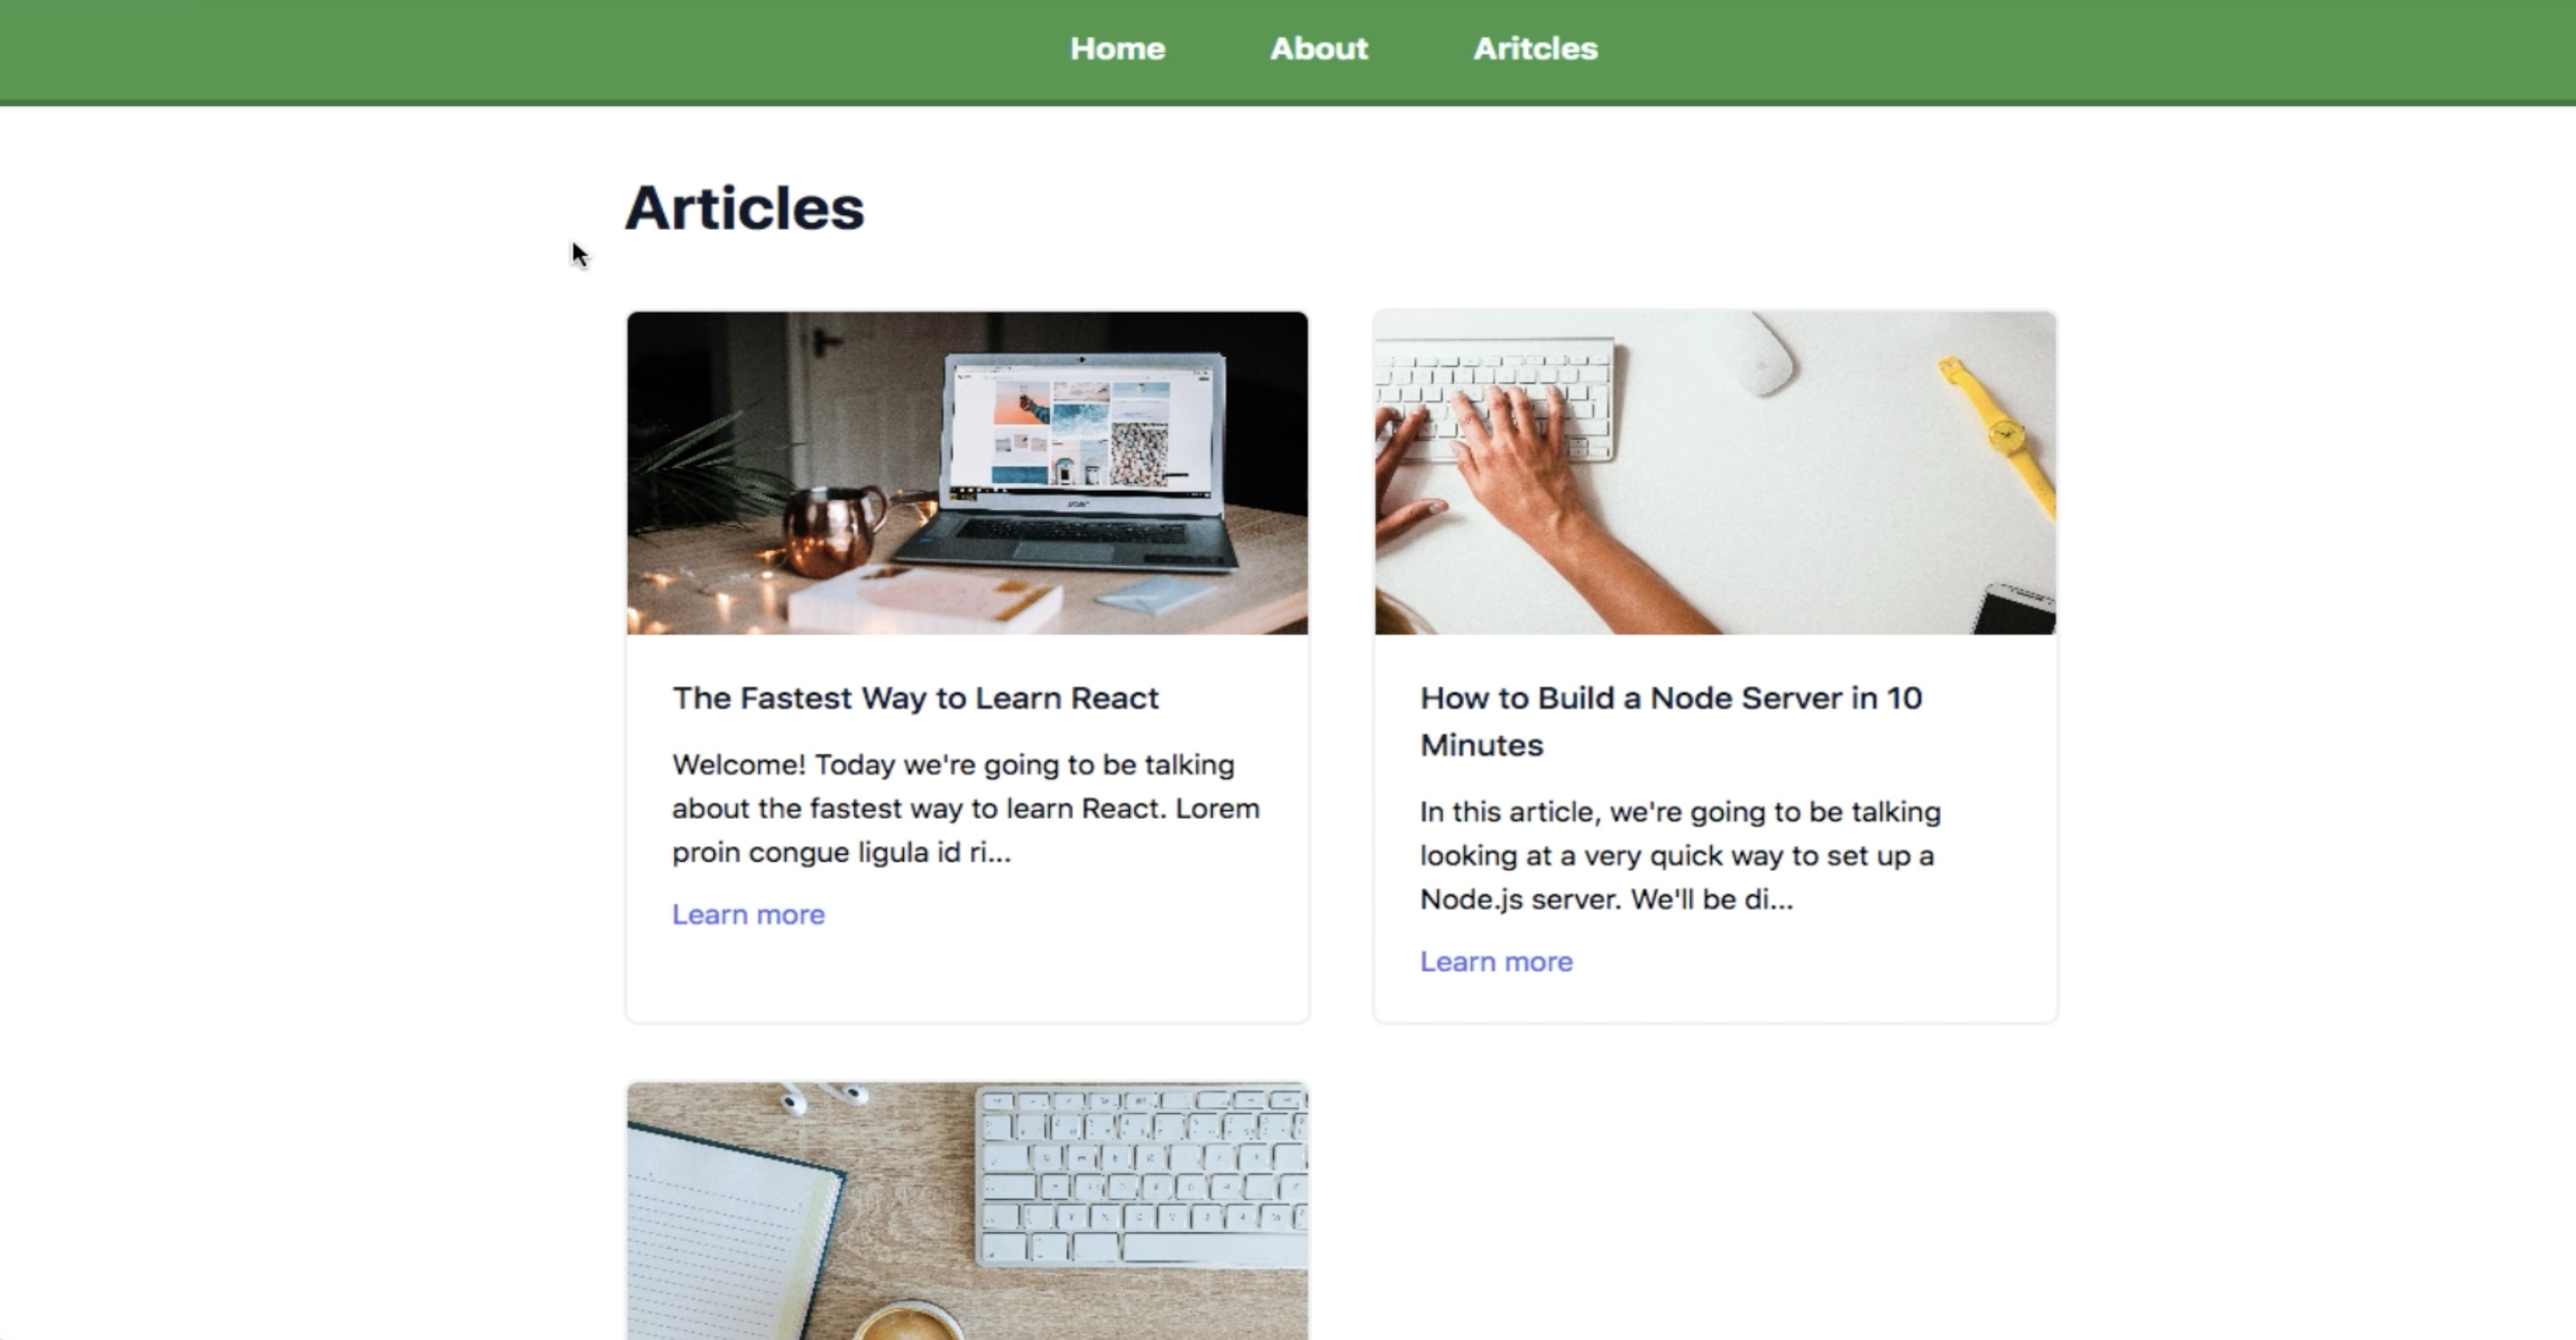 Home About Aritcles
Articles
The Fastest Way to Learn React
Welcome! Today we're going to be talking
about the fastest way to learn React. Lorem
proin congue ligula id ri...
Learn more
How to Build a Node Server in 10
Minutes
In this article, we're going to be talking
looking at a very quick way to set up a
Node.js server. We'll be di...
Learn more